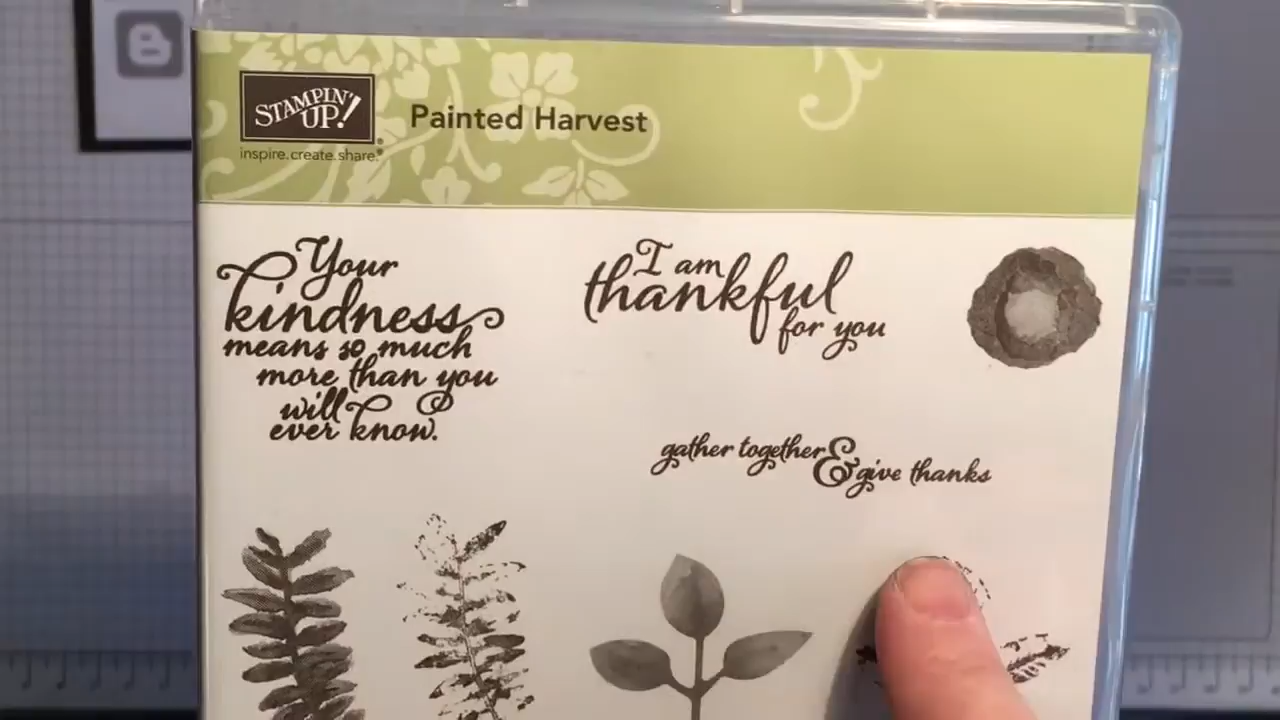 STAMPIN' UP!®
inspire.create.share.®
Painted Harvest
Your
kindness
means so much
more than you
will
ever know.
I am
thankful
for you
gather together & give thanks